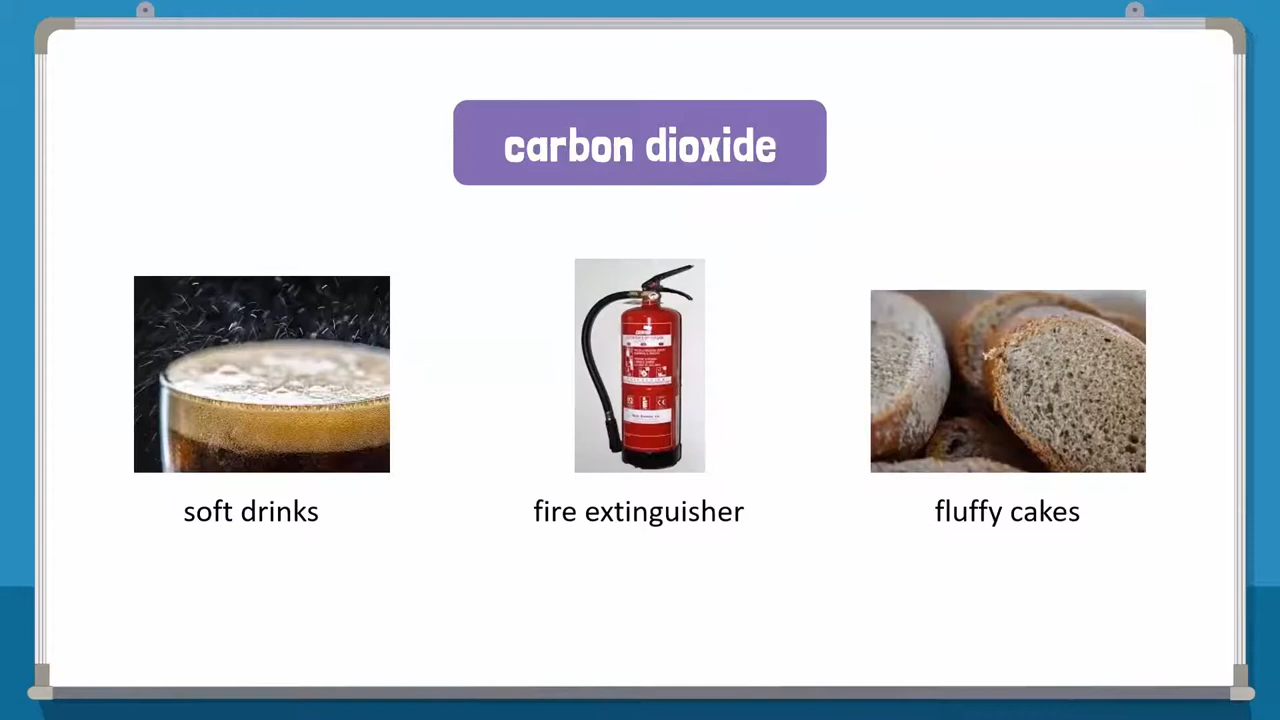 carbon dioxide
soft drinks
fire extinguisher
fluffy cakes